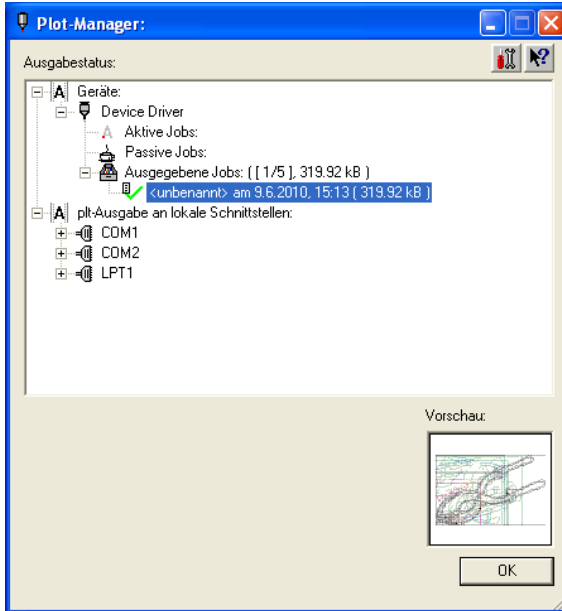 Plot-Manager:
Ausgabestatus:
Geräte:
Device Driver
Aktive Jobs:
Passive Jobs:
Ausgegebene Jobs: ( [ 1/5 ], 319.92 kB )
<unbenannt> am 9.6.2010, 15:13 ( 319.92 kB )
plt-Ausgabe an lokale Schnittstellen:
COM1
COM2
LPT1
Vorschau:
OK